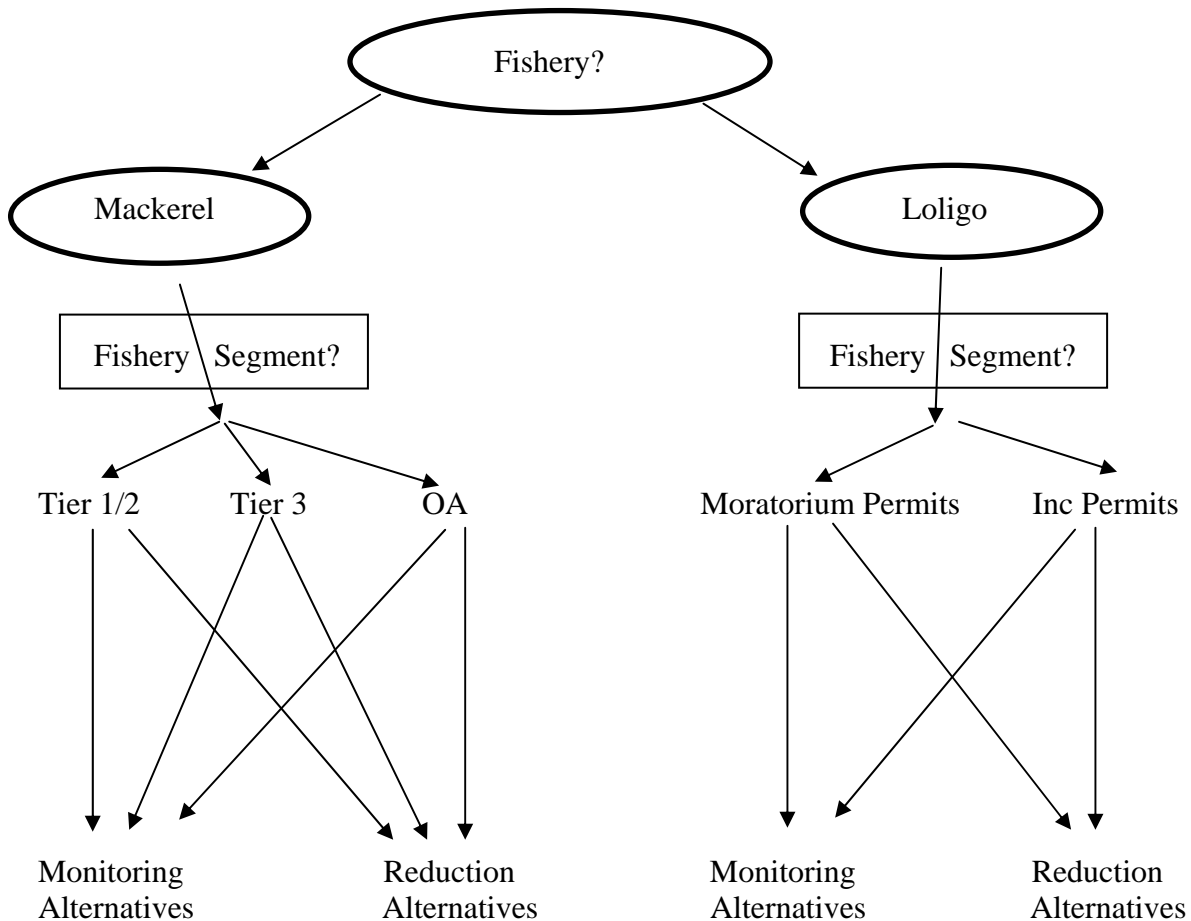 Fishery?
Mackerel
Loligo
Fishery Segment?
Fishery Segment?
Tier 1/2
Tier 3
OA
Moratorium Permits
Inc Permits
Monitoring
Alternatives
Reduction
Alternatives
Monitoring
Alternatives
Reduction
Alternatives